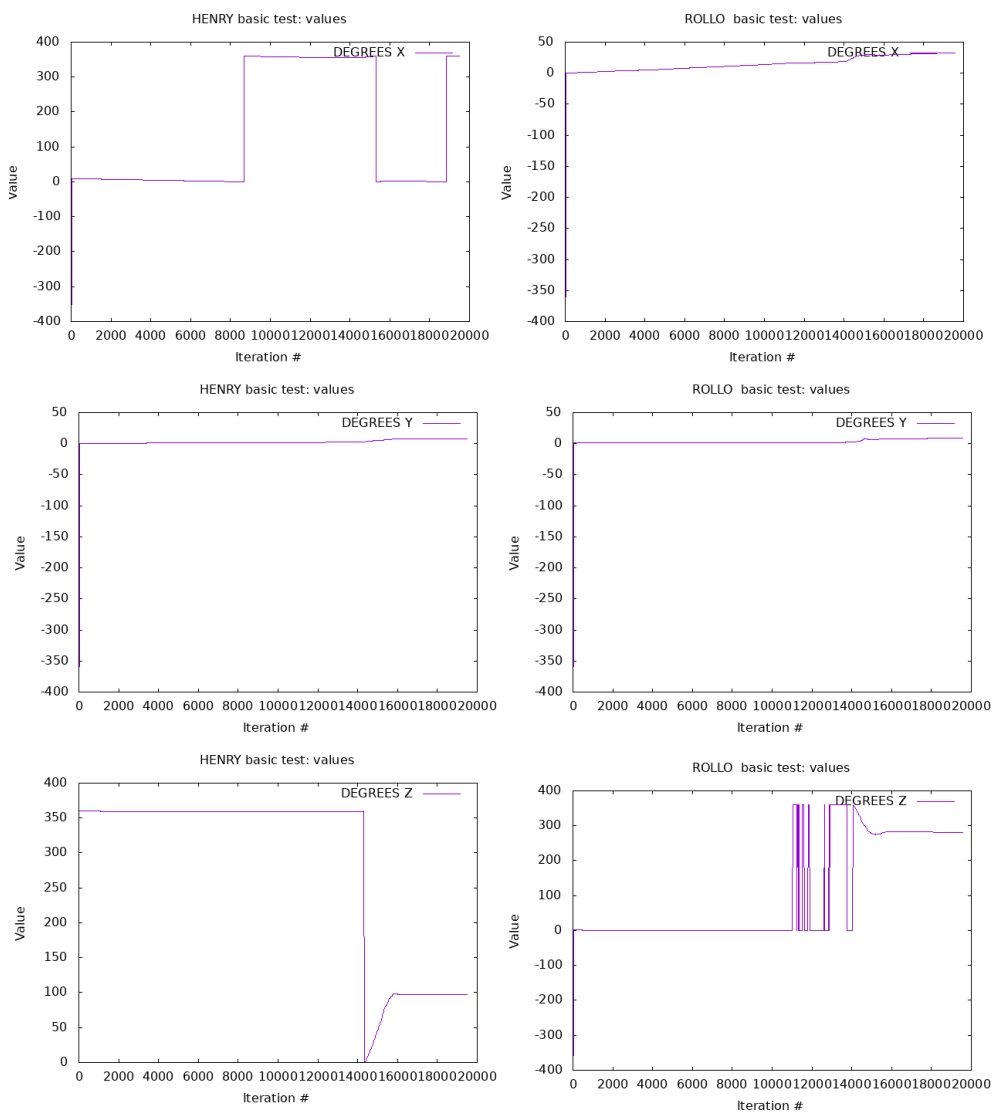 HENRY basic test: values
400
300
200
100
0
-100
-200
-300
-400
Value
DEGREES X
0 2000 4000 6000 8000 10000 12000 14000 16000 18000 20000
Iteration #
ROLLO basic test: values
50
0
-50
-100
-150
-200
-250
-300
-350
-400
Value
DEGREES X
0 2000 4000 6000 8000 10000 12000 14000 16000 18000 20000
Iteration #
HENRY basic test: values
50
0
-50
-100
-150
-200
-250
-300
-350
-400
Value
DEGREES Y
0 2000 4000 6000 8000 10000 12000 14000 16000 18000 20000
Iteration #
ROLLO basic test: values
50
0
-50
-100
-150
-200
-250
-300
-350
-400
Value
DEGREES Y
0 2000 4000 6000 8000 10000 12000 14000 16000 18000 20000
Iteration #
HENRY basic test: values
400
350
300
250
200
150
100
50
0
Value
DEGREES Z
0 2000 4000 6000 8000 10000 12000 14000 16000 18000 20000
Iteration #
ROLLO basic test: values
400
300
200
100
0
-100
-200
-300
-400
Value
DEGREES Z
0 2000 4000 6000 8000 10000 12000 14000 16000 18000 20000
Iteration #